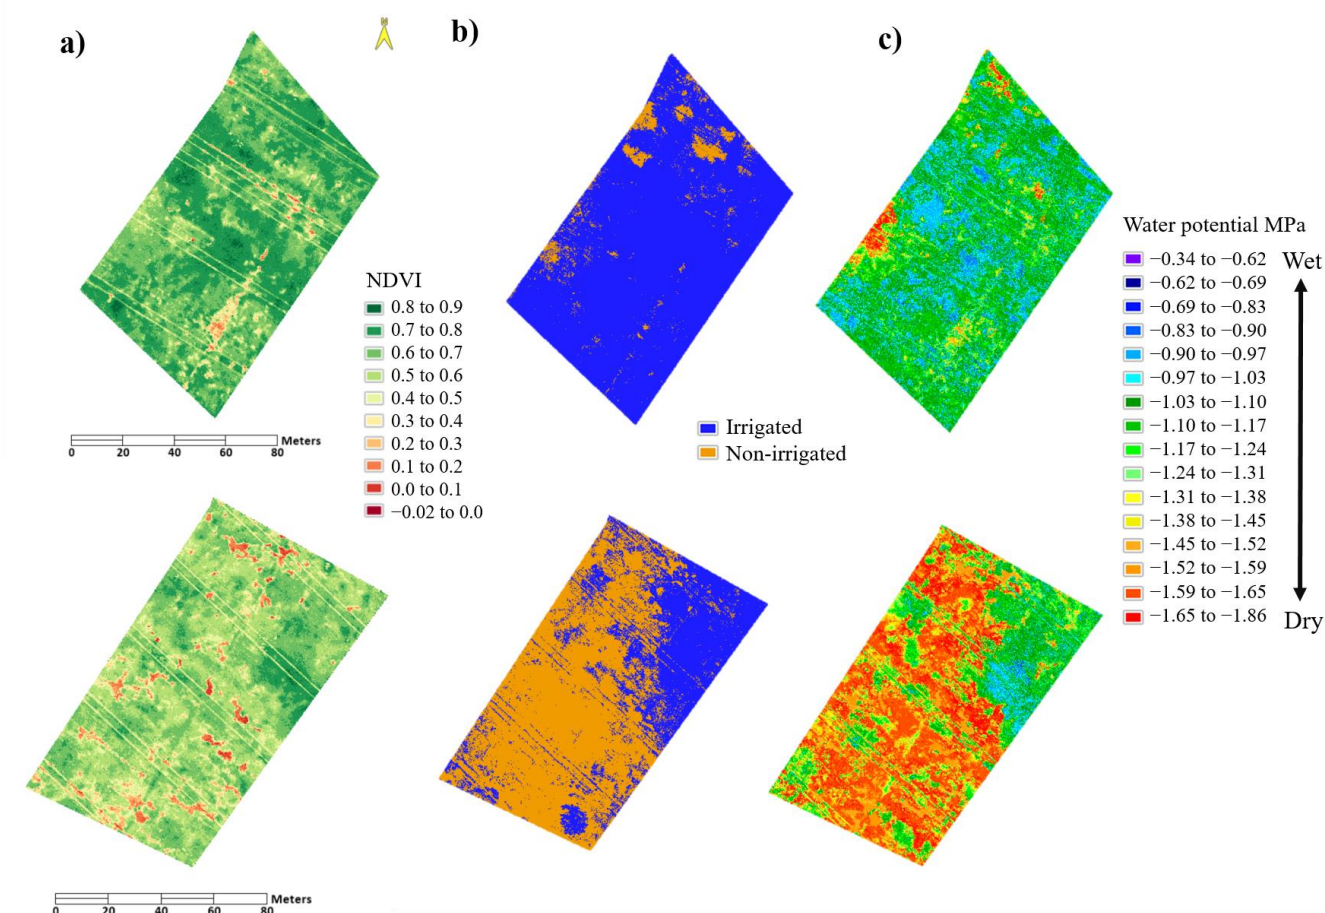 a)
N
b)
c)
NDVI
0.8 to 0.9
0.7 to 0.8
0.6 to 0.7
0.5 to 0.6
0.4 to 0.5
0.3 to 0.4
0.2 to 0.3
0.1 to 0.2
0.0 to 0.1
−0.02 to 0.0
Meters
0 20 40 60 80
Irrigated
Non-irrigated
Water potential MPa
−0.34 to −0.62
−0.62 to −0.69
−0.69 to −0.83
−0.83 to −0.90
−0.90 to −0.97
−0.97 to −1.03
−1.03 to −1.10
−1.10 to −1.17
−1.17 to −1.24
−1.24 to −1.31
−1.31 to −1.38
−1.38 to −1.45
−1.45 to −1.52
−1.52 to −1.59
−1.59 to −1.65
−1.65 to −1.86
Wet
Dry
Meters
0 20 40 60 80